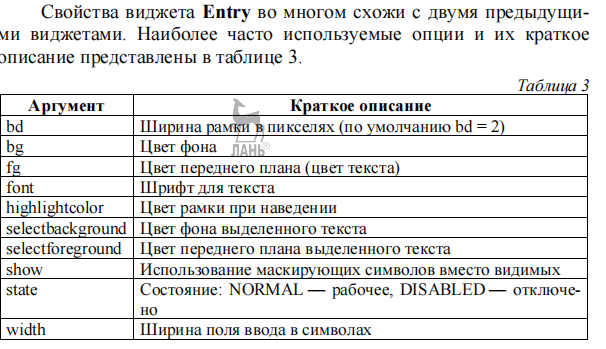 Свойства виджета Entry во многом схожи с двумя предыдущи-
ми виджетами. Наиболее часто используемые опции и их краткое
описание представлены в таблице 3.
Таблица 3
Аргумент Краткое описание
bd Ширина рамки в пикселях (по умолчанию bd = 2)
bg Цвет фона
fg Цвет переднего плана (цвет текста)
font Шрифт для текста
highlightcolor Цвет рамки при наведении
selectbackground Цвет фона выделенного текста
selectforeground Цвет переднего плана выделенного текста
show Использование маскирующих символов вместо видимых
state Состояние: NORMAL — рабочее, DISABLED — отключе-
но
width Ширина поля ввода в символах
ЛАНЬ®